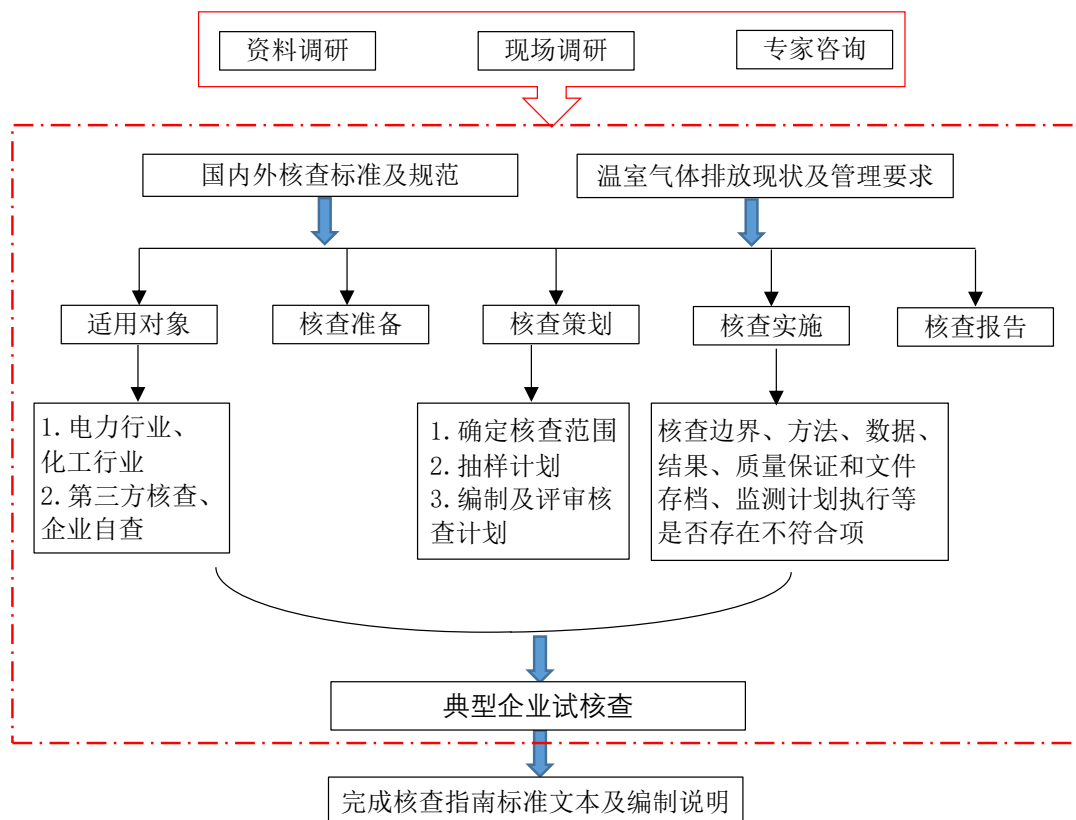 资料调研
现场调研
专家咨询
国内外核查标准及规范
温室气体排放现状及管理要求
适用对象
核查准备
核查策划
核查实施
核查报告
1. 电力行业、
化工行业
2. 第三方核查、
企业自查
1. 确定核查范围
2. 抽样计划
3. 编制及评审核
查计划
核查边界、方法、数据、
结果、质量保证和文件
存档、监测计划执行等
是否存在不符合项
典型企业试核查
完成核查指南标准文本及编制说明